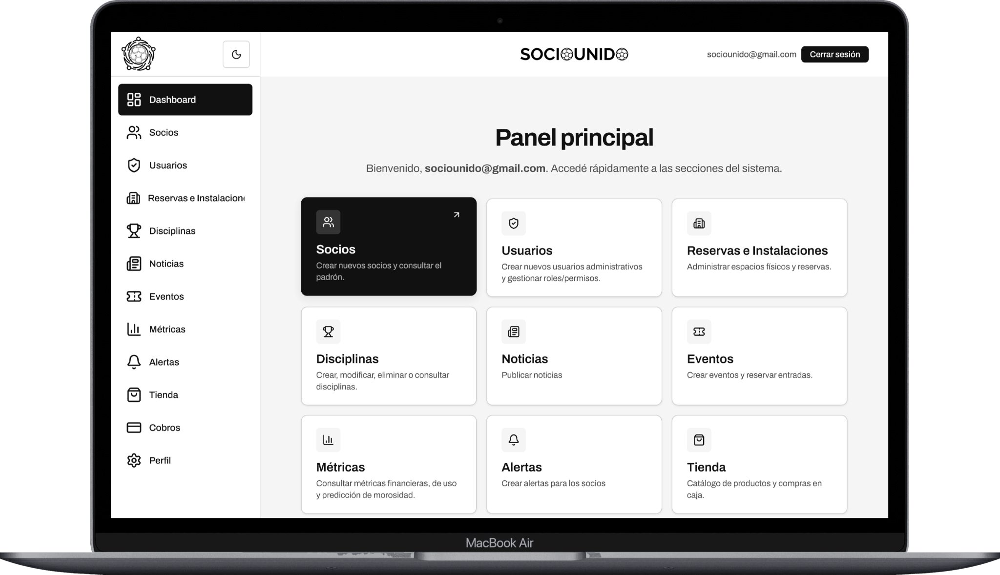 SOCIOUNIDO
sociounido@gmail.com
Cerrar sesión
Dashboard
Socios
Usuarios
Reservas e Instalacion
Disciplinas
Noticias
Eventos
Métricas
Alertas
Tienda
Cobros
Perfil
Panel principal
Bienvenido, sociounido@gmail.com. Accedé rápidamente a las secciones del sistema.
Socios
Crear nuevos socios y consultar el
padrón.
Usuarios
Crear nuevos usuarios administrativos
y gestionar roles/permisos.
Reservas e Instalaciones
Administrar espacios físicos y reservas.
Disciplinas
Crear, modificar, eliminar o consultar
disciplinas.
Noticias
Publicar noticias
Eventos
Crear eventos y reservar entradas.
Métricas
Consultar métricas financieras, de uso
y predicción de morosidad.
Alertas
Crear alertas para los socios
Tienda
Catálogo de productos y compras en
caja.
MacBook Air